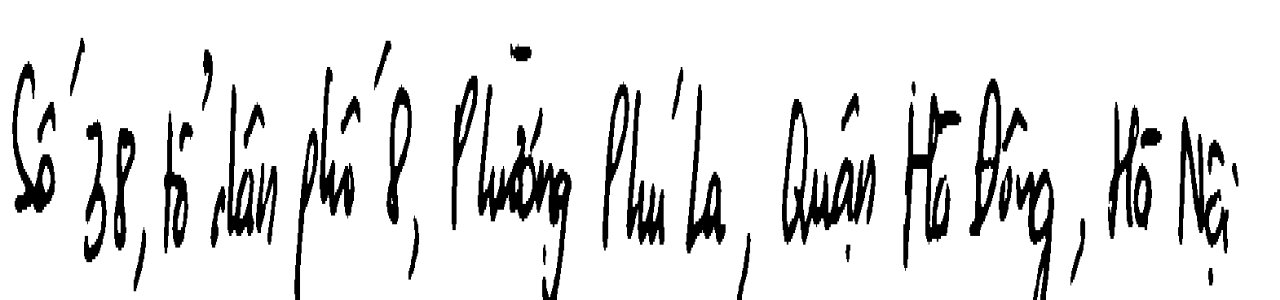 Số 38, tổ dân phố 8, Phường Phú La, Quận Hà Đông, Hà Nội